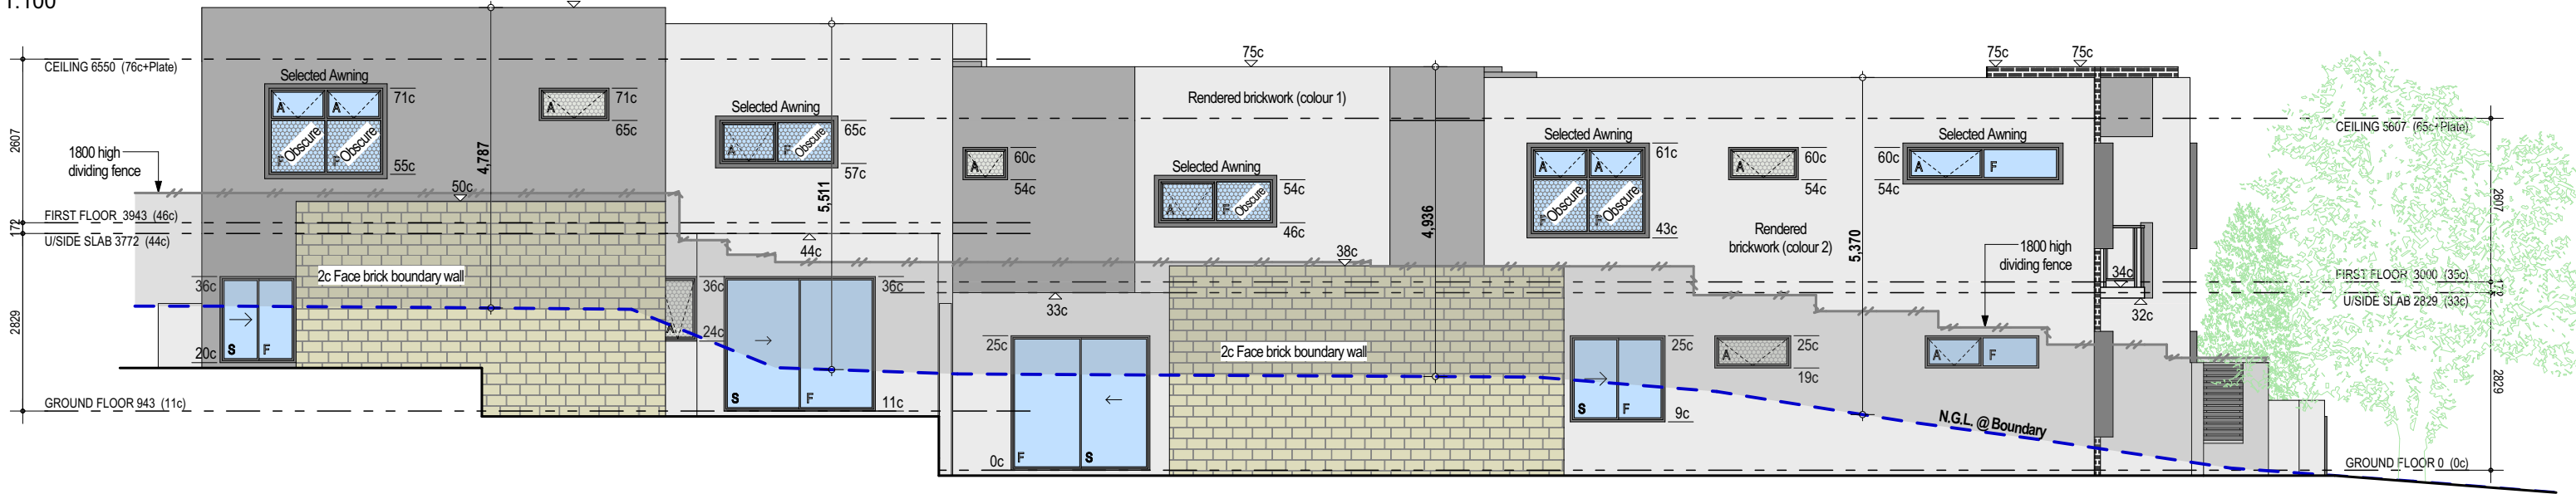 1:100
CEILING 6550 (76c+Plate)
2607
1800 high
dividing fence
FIRST FLOOR 3943 (46c)
172
U/SIDE SLAB 3772 (44c)
2829
GROUND FLOOR 943 (11c)
Selected Awning
A
A
F
Obscure
F
Obscure
71c
55c
A
71c
65c
4,787
50c
2c Face brick boundary wall
36c
20c
S
F
Selected Awning
A
F
Obscure
65c
57c
5,511
44c
A
36c
24c
S
F
36c
11c
A
60c
54c
33c
25c
0c
F
S
75c
Rendered brickwork (colour 1)
Selected Awning
A
F
Obscure
54c
46c
38c
4,936
2c Face brick boundary wall
Selected Awning
A
A
F
Obscure
F
Obscure
61c
43c
A
60c
54c
Rendered
brickwork (colour 2)
S
F
25c
9c
A
25c
19c
5,370
Selected Awning
60c
54c
A
F
1800 high
dividing fence
A
F
N.G.L. @ Boundary
75c
75c
34c
32c
CEILING 5607 (65c+Plate)
2607
FIRST FLOOR 3000 (35c)
172
U/SIDE SLAB 2829 (33c)
2829
GROUND FLOOR 0 (0c)